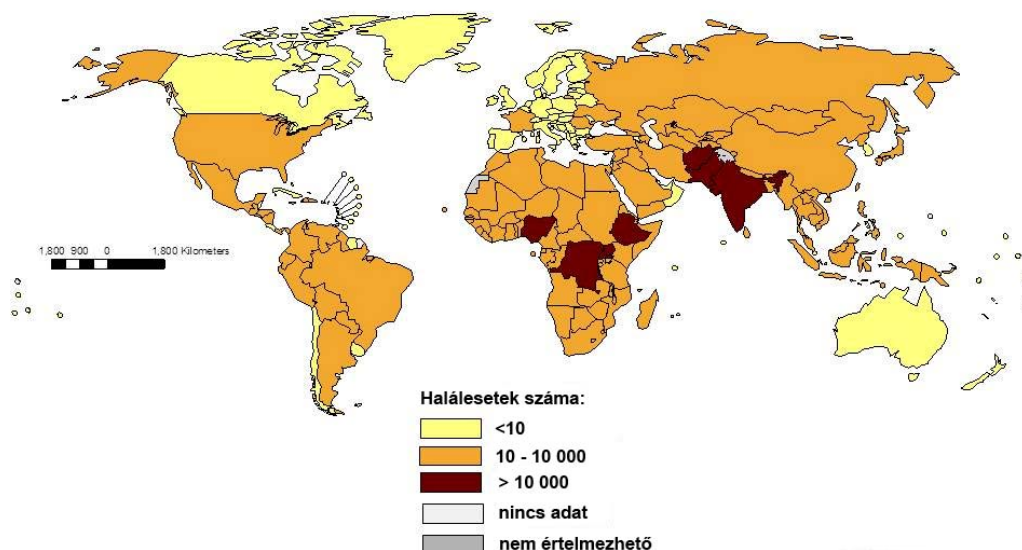 1,800 900 0 1,800 Kilometers
Halálesetek száma:
<10
10 - 10 000
> 10 000
nincs adat
nem értelmezhető